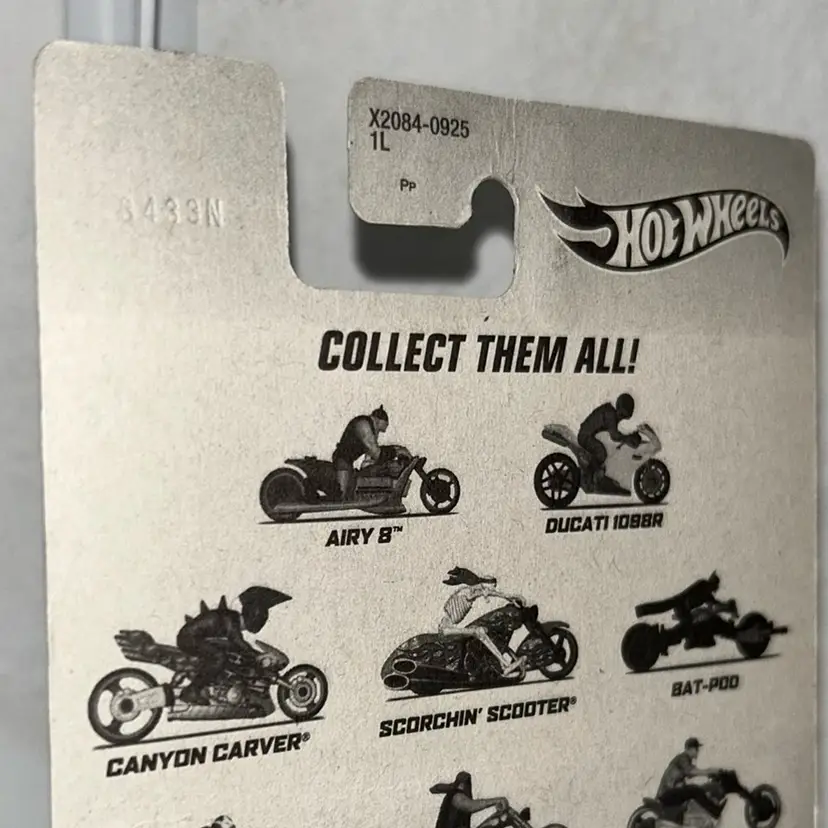 X2084-0925
1L
Pp
HOT WHEELS
COLLECT THEM ALL!
AIRY 8™
DUCATI 1098R
CANYON CARVER®
SCORCHIN' SCOOTER®
BAT-POD